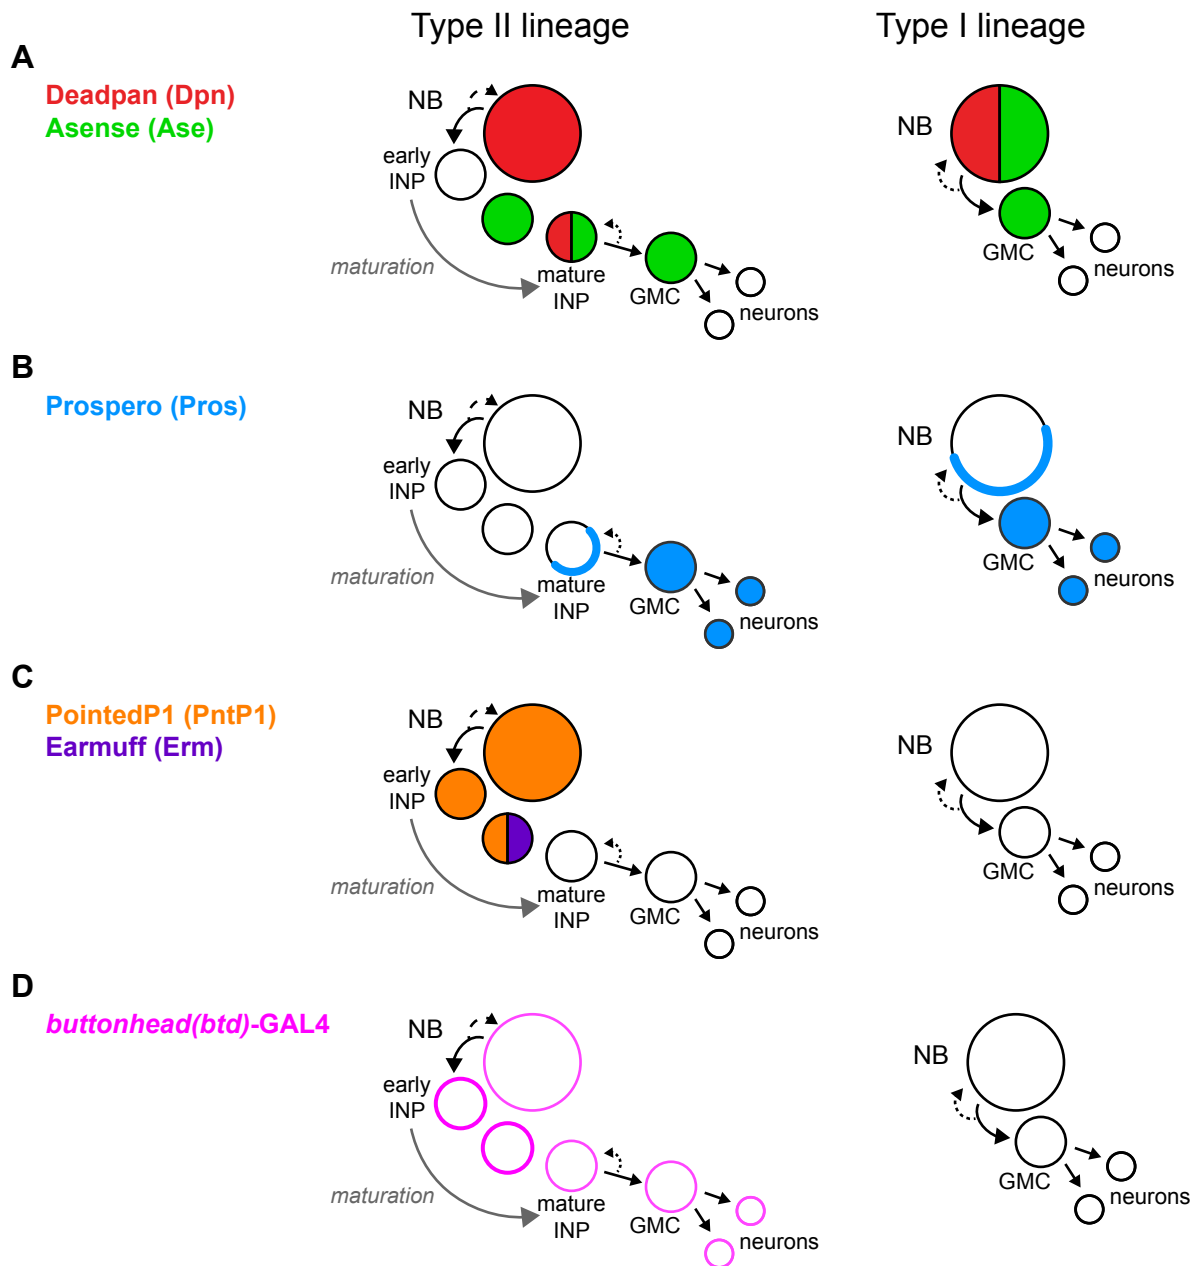 Type II lineage
Type I lineage
A
Deadpan (Dpn)
Asense (Ase)
NB
early
INP
maturation
mature
INP
GMC
neurons
NB
GMC
neurons
B
Prospero (Pros)
NB
early
INP
maturation
mature
INP
GMC
neurons
NB
GMC
neurons
C
PointedP1 (PntP1)
Earmuff (Erm)
NB
early
INP
maturation
mature
INP
GMC
neurons
NB
GMC
neurons
D
buttonhead(btd)-GAL4
NB
early
INP
maturation
mature
INP
GMC
neurons
NB
GMC
neurons